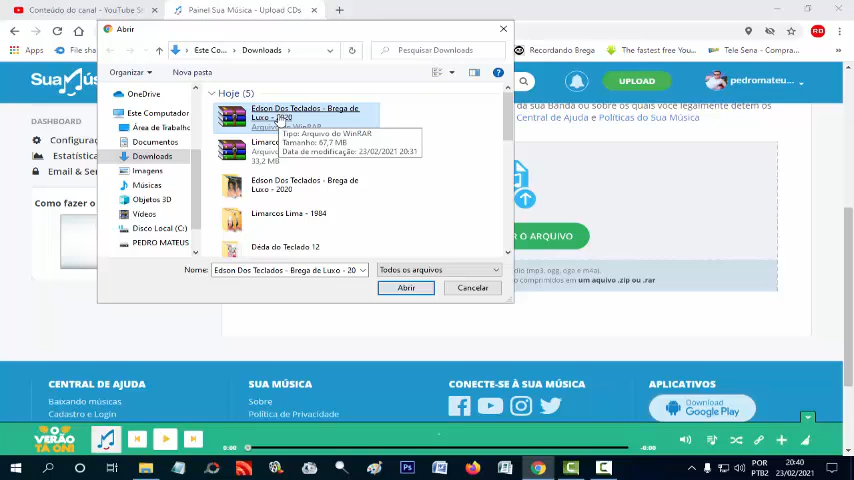 Conteúdo do canal - YouTube S
Painel Sua Música - Upload CDs
Abrir
Este Co...
Downloads
Pesquisar Downloads
Apps
Página inicial
Recordando Brega
The fastest free...
Tele Sena - Compra...
RD
Organizar
Nova pasta
OneDrive
Este Computador
Área de Trabalho
Documentos
Downloads
Imagens
Músicas
Objetos 3D
Vídeos
Disco Local (C:)
PEDRO MATEUS
Hoje (5)
Edson Dos Teclados - Brega de
Luxo - 2020
Arquivo do WinRAR
Tipo: Arquivo do WinRAR
Tamanho: 67,7 MB
Data de modificação: 23/02/2021 20:31
Limarcos
33,2 MB
Edson Dos Teclados - Brega de
Luxo - 2020
Limarcos Lima - 1984
Dêda do Teclado 12
Nome:
Edson Dos Teclados - Brega de Luxo - 20
Todos os arquivos
Abrir
Cancelar
Sua Mús
UPLOAD
pedromateu...
DASHBOARD
Configura
Estatística
Email & Se
Como fazer o
da sua Banda ou sobre os quais você legalmente detem os
Central de Ajuda e Políticas do Sua Música
R O ARQUIVO
dio (mp3, ogg, oga e m4a).
comprimidos em um aquivo .zip ou .rar
CENTRAL DE AJUDA
Baixando músicas
Cadastro e Login
SUA MÚSICA
Sobre
Política de Privacidade
CONECTE-SE À SUA MÚSICA
APLICATIVOS
Download
Google Play
O VERÃO
TÁ ON!
0:00
-0:00
POR
PTB2
20:40
23/02/2021